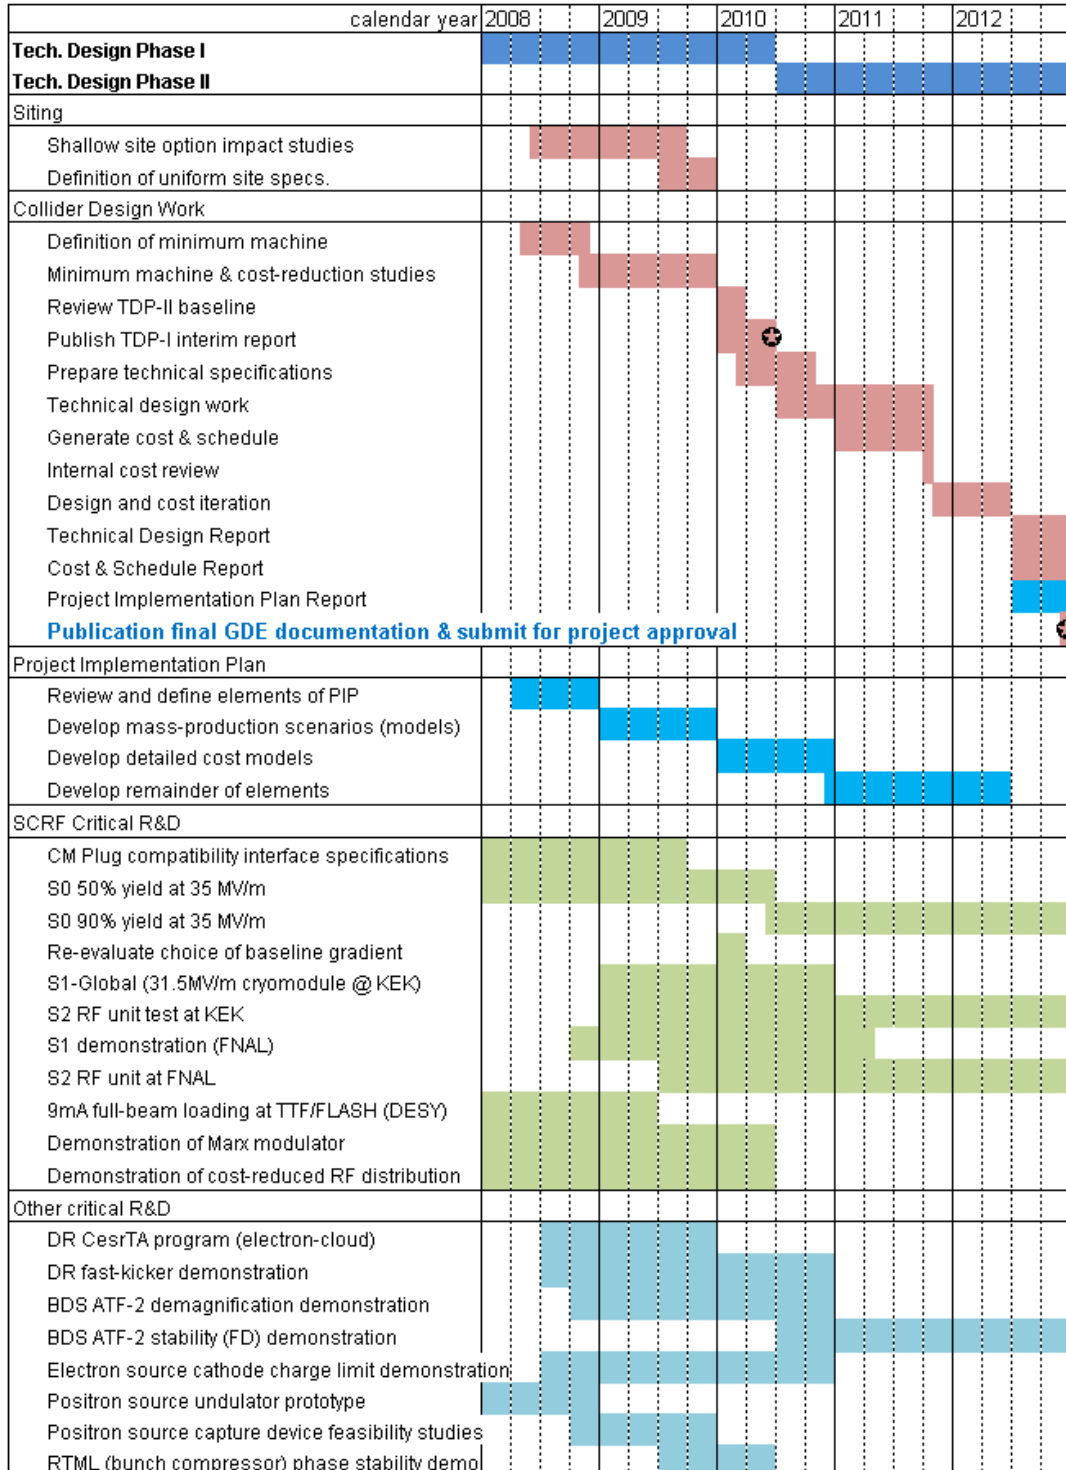 calendar year 2008 2009 2010 2011 2012
Tech. Design Phase I
Tech. Design Phase II
Siting
Shallow site option impact studies
Definition of uniform site specs.
Collider Design Work
Definition of minimum machine
Minimum machine & cost-reduction studies
Review TDP-II baseline
Publish TDP-I interim report
Prepare technical specifications
Technical design work
Generate cost & schedule
Internal cost review
Design and cost iteration
Technical Design Report
Cost & Schedule Report
Project Implementation Plan Report
Publication final GDE documentation & submit for project approval
Project Implementation Plan
Review and define elements of PIP
Develop mass-production scenarios (models)
Develop detailed cost models
Develop remainder of elements
SCRF Critical R&D
CM Plug compatibility interface specifications
S0 50% yield at 35 MV/m
S0 90% yield at 35 MV/m
Re-evaluate choice of baseline gradient
S1-Global (31.5MV/m cryomodule @ KEK)
S2 RF unit test at KEK
S1 demonstration (FNAL)
S2 RF unit at FNAL
9mA full-beam loading at TTF/FLASH (DESY)
Demonstration of Marx modulator
Demonstration of cost-reduced RF distribution
Other critical R&D
DR CesrTA program (electron-cloud)
DR fast-kicker demonstration
BDS ATF-2 demagnification demonstration
BDS ATF-2 stability (FD) demonstration
Electron source cathode charge limit demonstration
Positron source undulator prototype
Positron source capture device feasibility studies
RTML (bunch compressor) phase stability demo